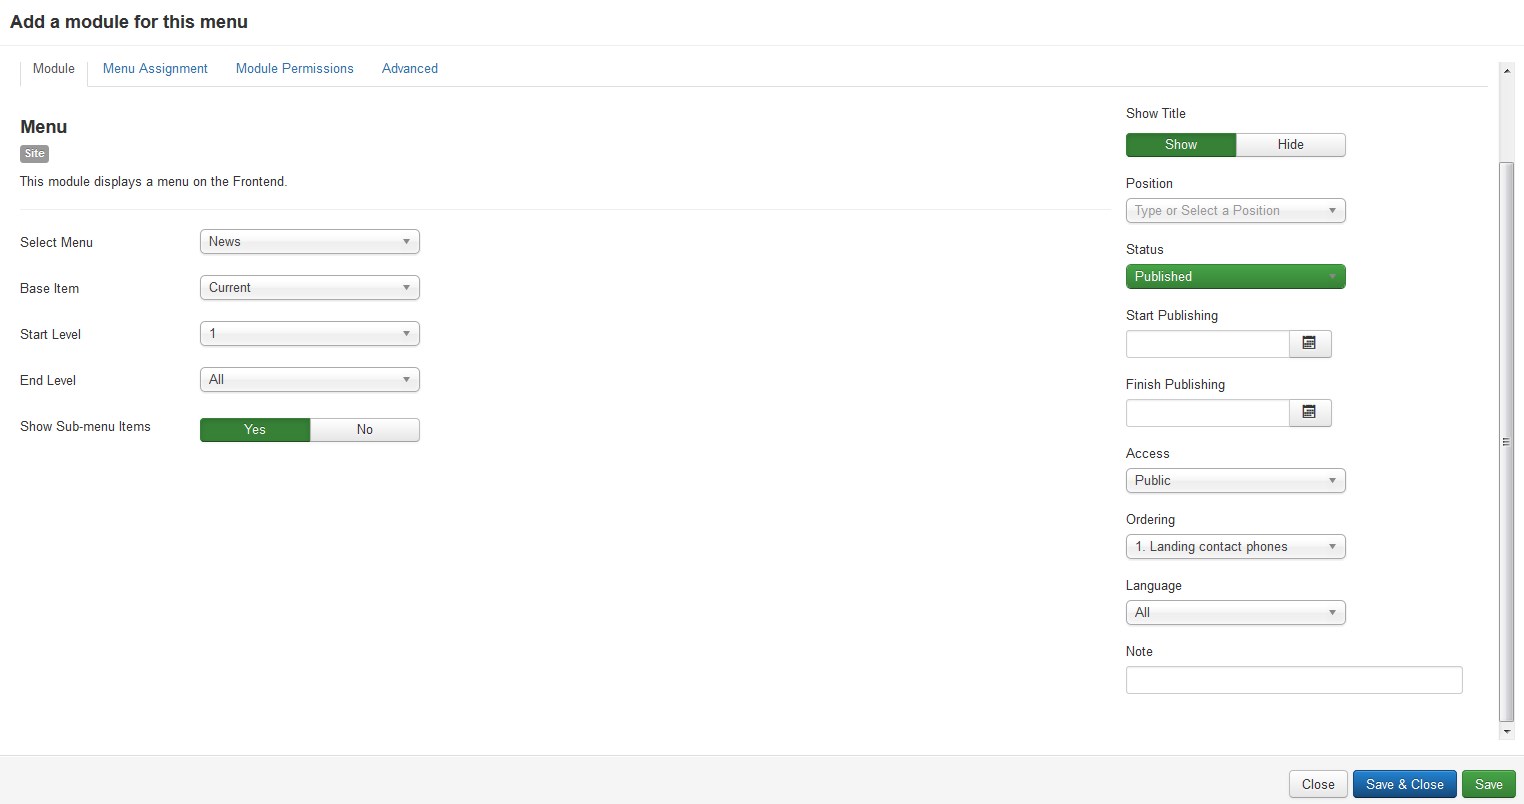 Add a module for this menu
Module Menu Assignment Module Permissions Advanced
Menu
Site
This module displays a menu on the Frontend.
Select Menu News
Base Item Current
Start Level 1
End Level All
Show Sub-menu Items Yes No
Show Title
Show Hide
Position
Type or Select a Position
Status
Published
Start Publishing
Finish Publishing
Access
Public
Ordering
1. Landing contact phones
Language
All
Note
Close Save & Close Save